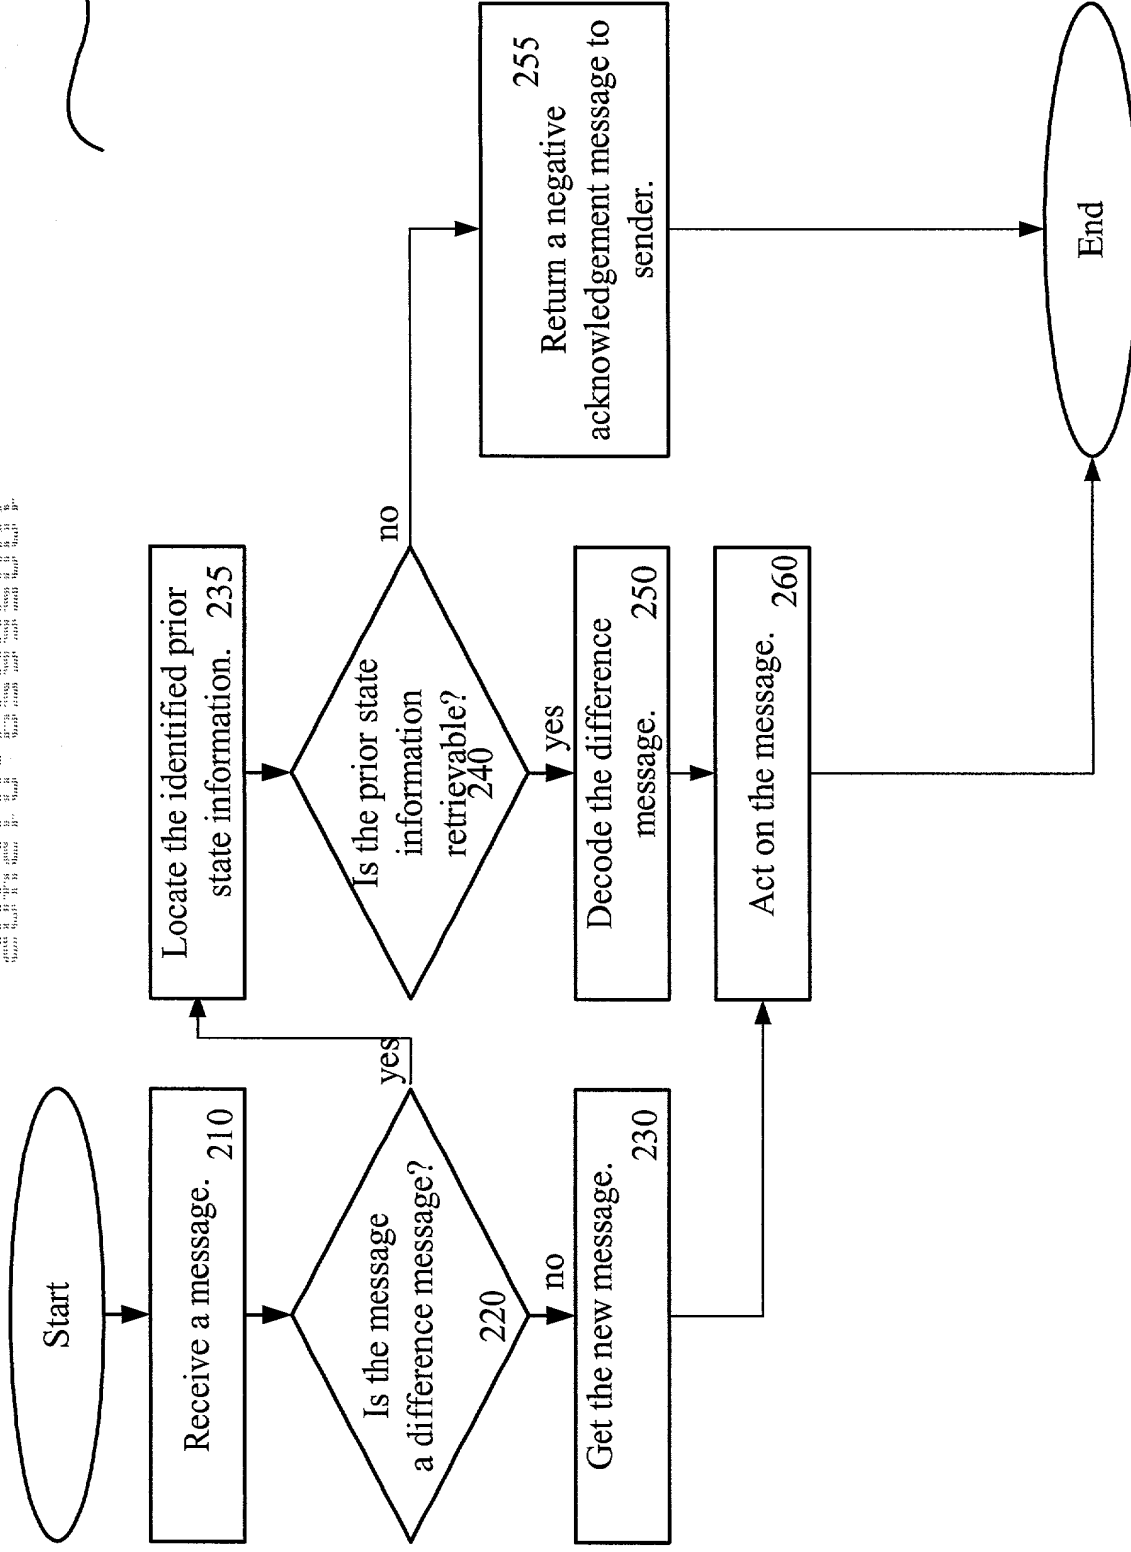 Start
Receive a message.
210
Is the message
a difference message?
220
yes
no
Get the new message.
230
Locate the identified prior
state information. 235
Is the prior state
information
retrievable?
240
no
yes
Decode the difference
message. 250
Act on the message. 260
255
Return a negative
acknowledgement message to
sender.
End